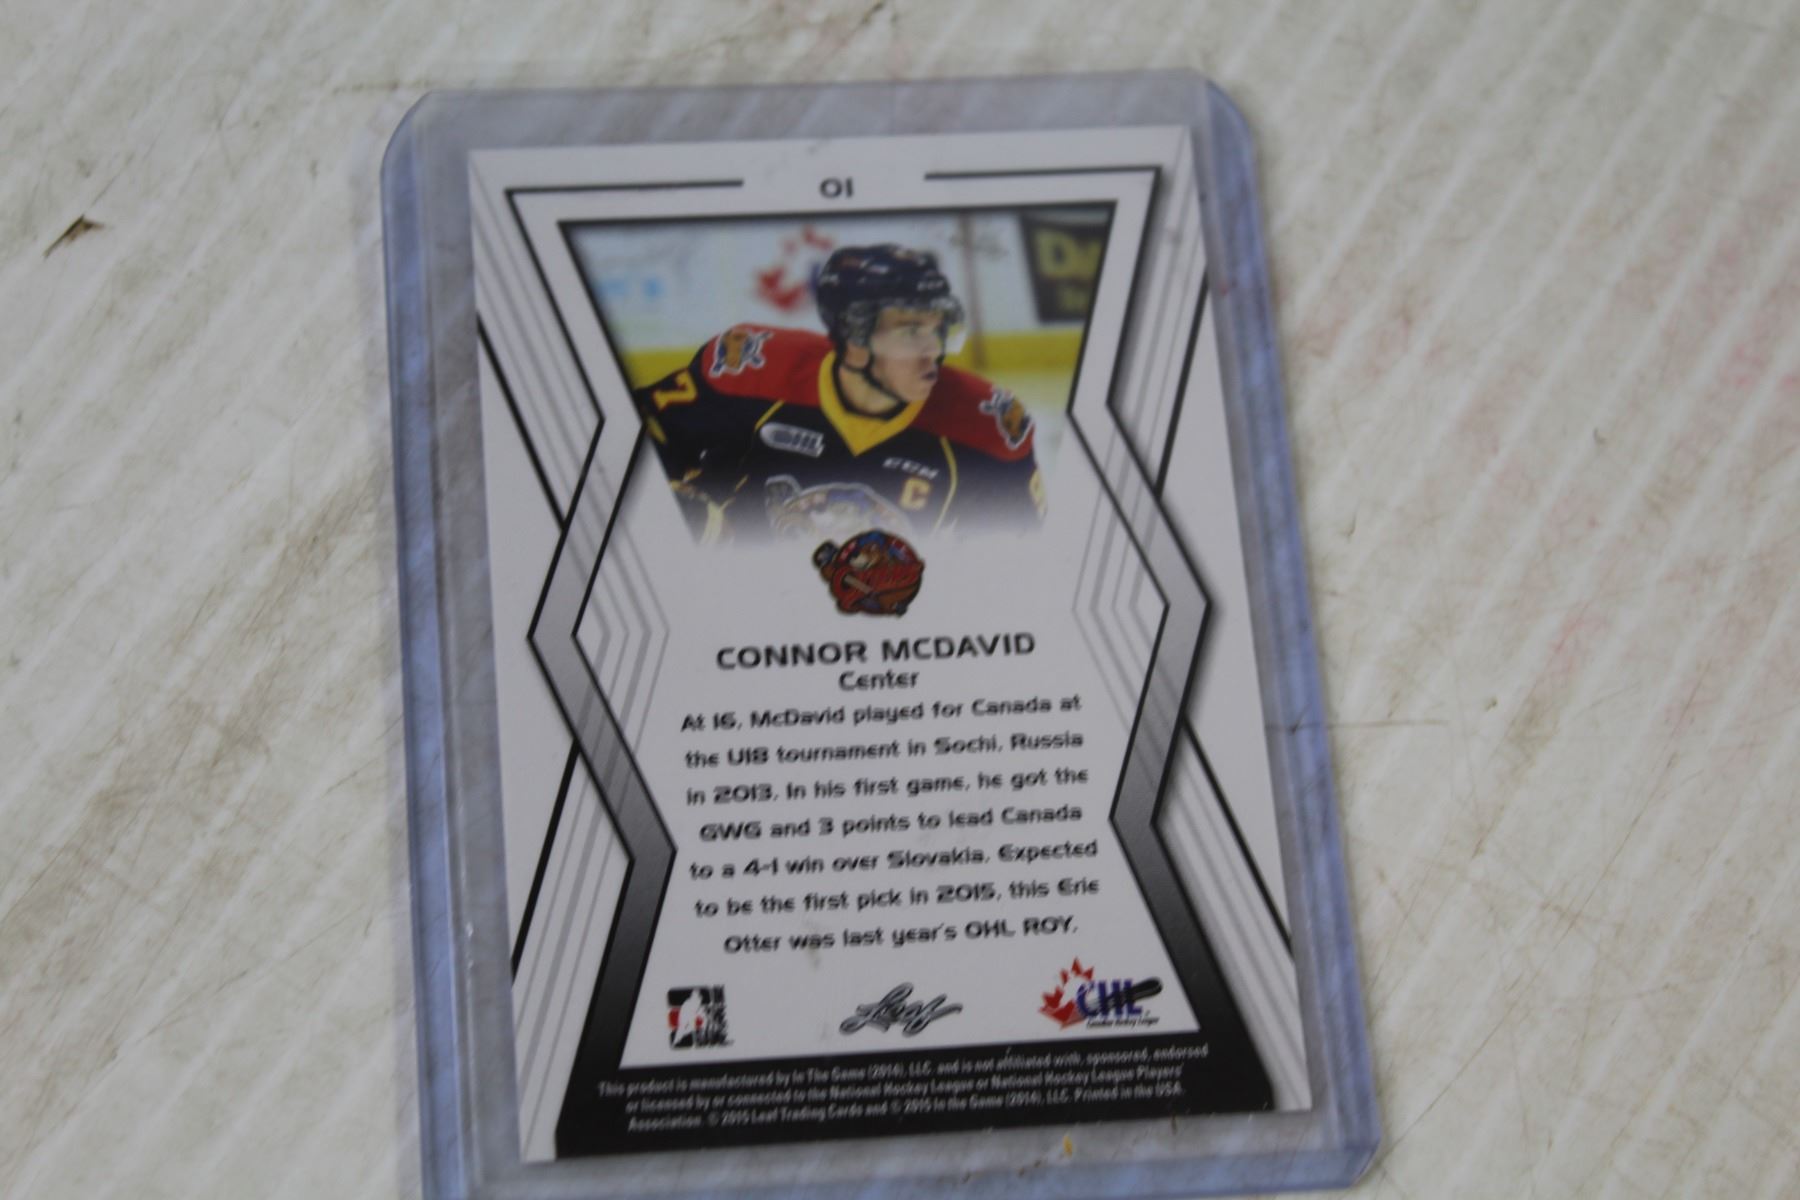 01
7
OHL
CCM
C
CONNOR MCDAVID
Center
At 16, McDavid played for Canada at
the U18 tournament in Sochi, Russia
in 2013. In his first game, he got the
GWG and 3 points to lead Canada
to a 4-1 win over Slovakia. Expected
to be the first pick in 2015, this Erie
Otter was last year's OHL ROY.
Leaf
CHL
This product is manufactured by In The Game (2014), LLC. and is not affiliated with, sponsored, endorsed
or licensed by or connected to the National Hockey League or National Hockey League Players'
Association. © 2015 Leaf Trading Cards and © 2015 In the Game (2014), LLC. Printed in the USA.